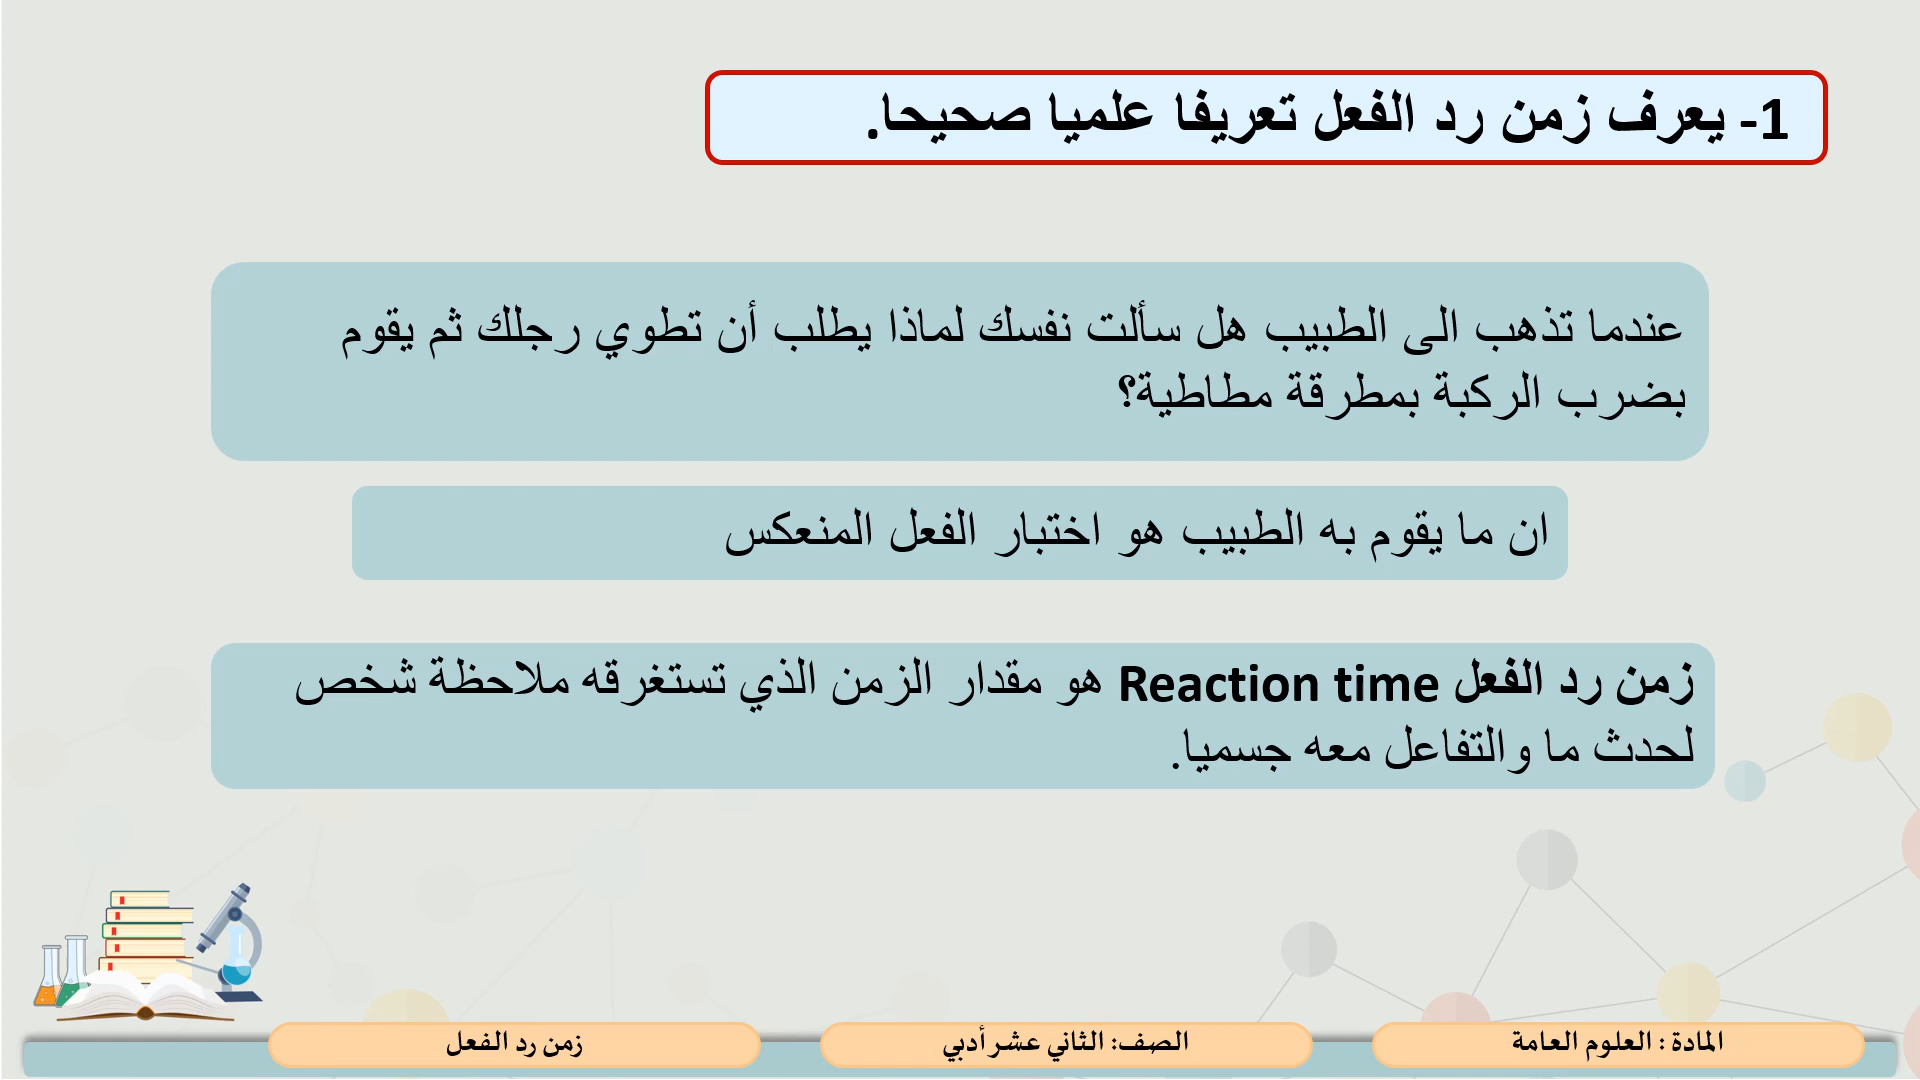 1- يعرف زمن رد الفعل تعريفا علميا صحيحا.
عندما تذهب الى الطبيب هل سألت نفسك لماذا يطلب أن تطوي رجلك ثم يقوم
بضرب الركبة بمطرقة مطاطية؟
ان ما يقوم به الطبيب هو اختبار الفعل المنعكس
زمن رد الفعل Reaction time هو مقدار الزمن الذي تستغرقه ملاحظة شخص
لحدث ما والتفاعل معه جسميا.
المادة : العلوم العامة
الصف: الثاني عشر أدبي
زمن رد الفعل